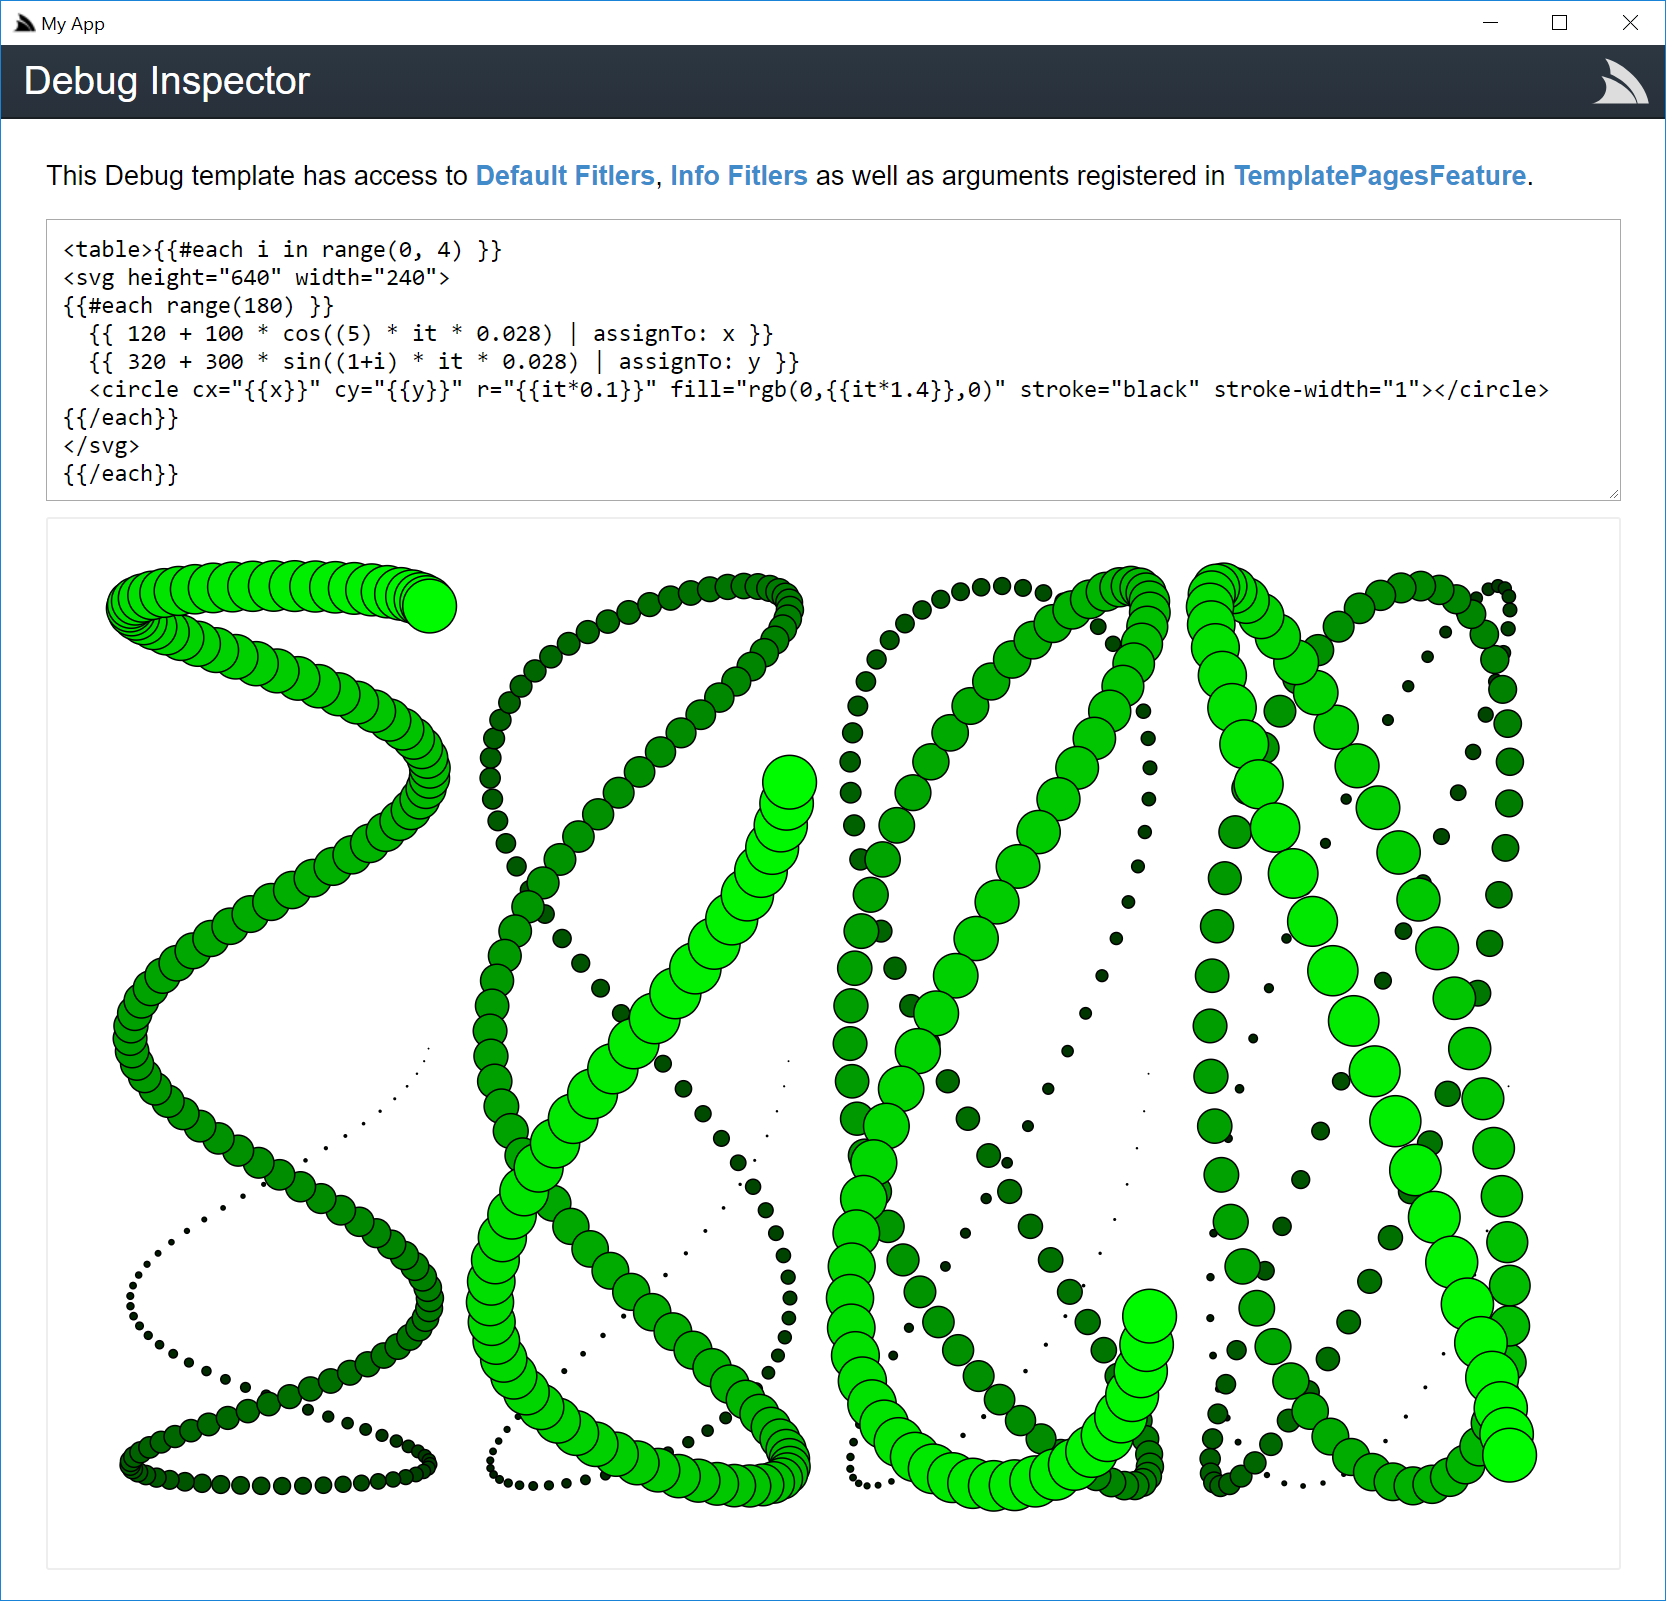 My App
Debug Inspector
This Debug template has access to Default Fitlers, Info Fitlers as well as arguments registered in TemplatePagesFeature.
<table>{{#each i in range(0, 4) }}
<svg height="640" width="240">
{{#each range(180) }}
  {{ 120 + 100 * cos((5) * it * 0.028) | assignTo: x }}
  {{ 320 + 300 * sin((1+i) * it * 0.028) | assignTo: y }}
  <circle cx="{{x}}" cy="{{y}}" r="{{it*0.1}}" fill="rgb(0,{{it*1.4}},0)" stroke="black" stroke-width="1"></circle>
{{/each}}
</svg>
{{/each}}